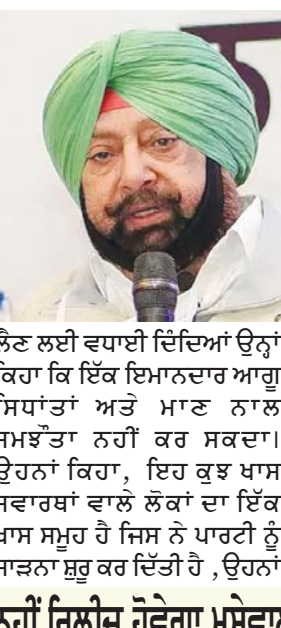 ਲੈਣ ਲਈ ਵਧਾਈ ਦਿੰਦਿਆਂ ਉਨ੍ਹਾਂ
ਕਿਹਾ ਕਿ ਇੱਕ ਇਮਾਨਦਾਰ ਆਗੂ
ਸਿਧਾਂਤਾਂ ਅਤੇ ਮਾਣ ਨਾਲ
ਸਮਝੌਤਾ ਨਹੀਂ ਕਰ ਸਕਦਾ।
ਉਹਨਾਂ ਕਿਹਾ, ਇਹ ਕੁਝ ਖਾਸ
ਸਵਾਰਥਾਂ ਵਾਲੇ ਲੋਕਾਂ ਦਾ ਇੱਕ
ਖਾਸ ਸਮੂਹ ਹੈ ਜਿਸ ਨੇ ਪਾਰਟੀ ਨੂੰ
ਸਾੜਨਾ ਸ਼ੁਰੂ ਕਰ ਦਿੱਤੀ ਹੈ ,ਉਹਨਾਂ
ਨਹੀਂ ਰਿਲੀਜ਼ ਹੋਵੇਗਾ